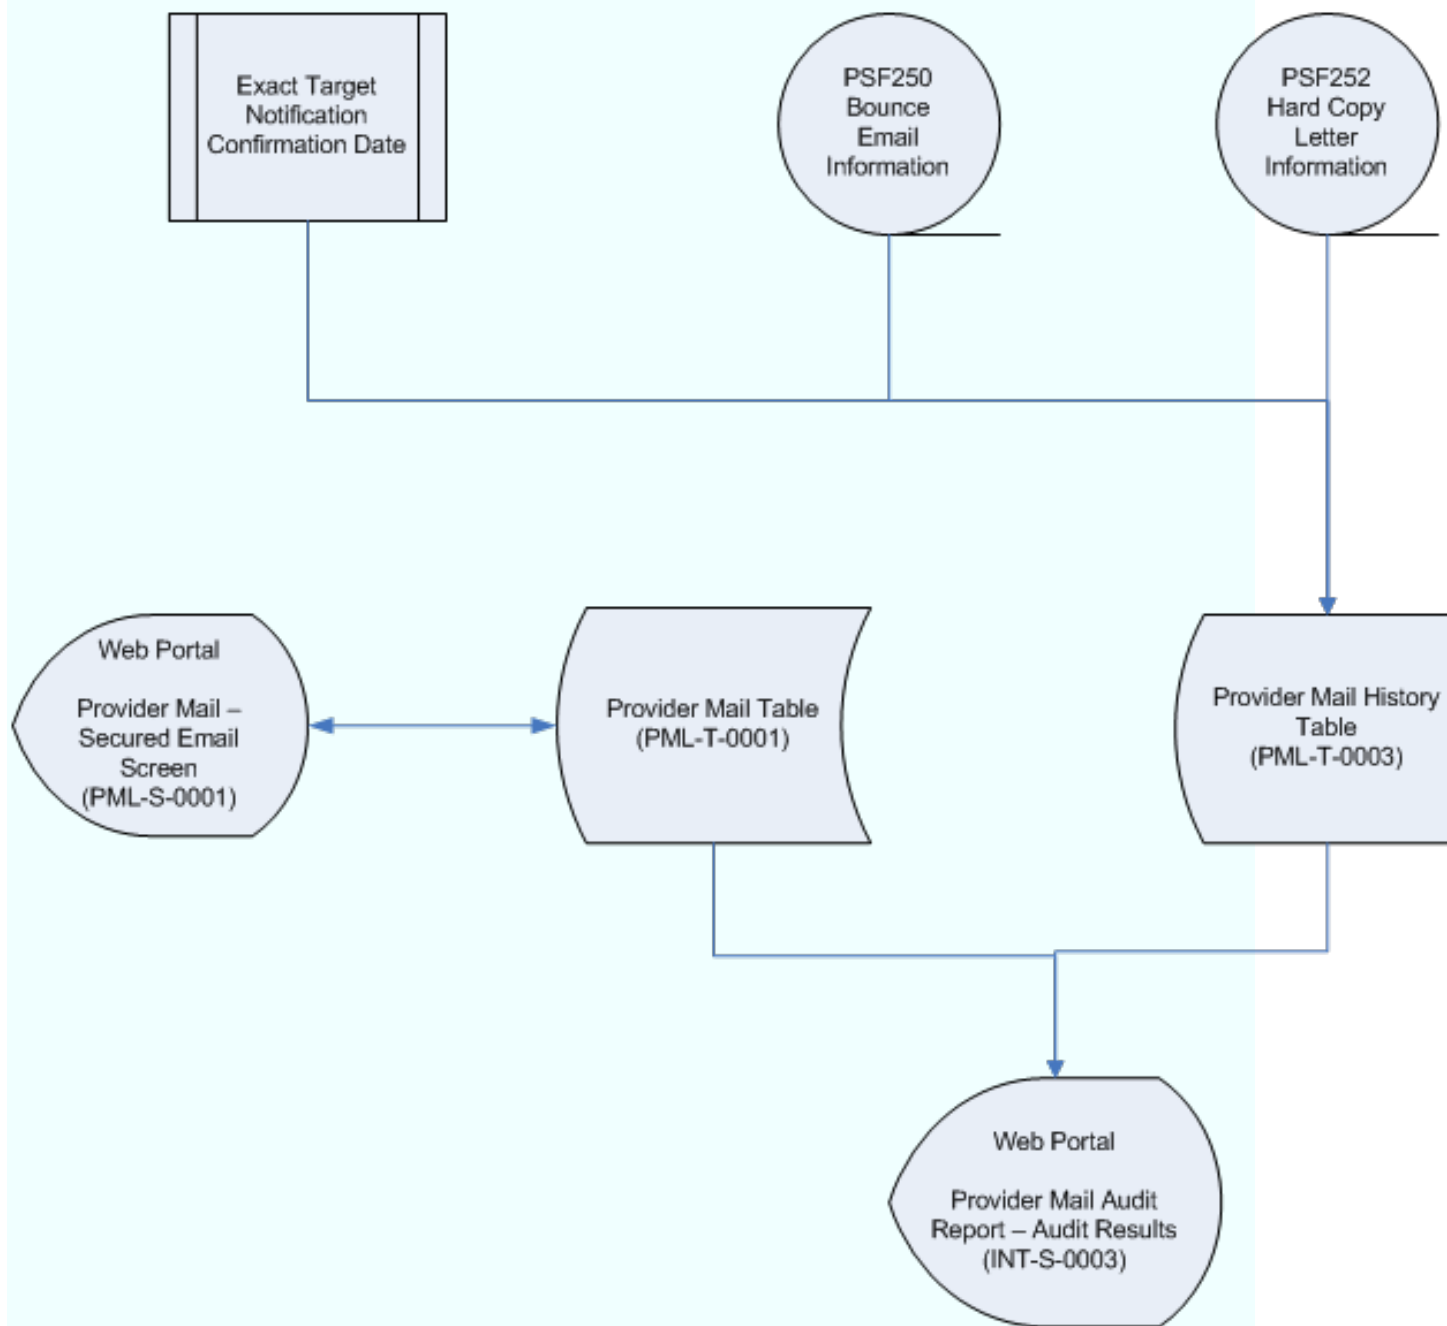 Exact Target
Notification
Confirmation Date
PSF250
Bounce
Email
Information
PSF252
Hard Copy
Letter
Information
Web Portal
Provider Mail –
Secured Email
Screen
(PML-S-0001)
Provider Mail Table
(PML-T-0001)
Provider Mail History
Table
(PML-T-0003)
Web Portal
Provider Mail Audit
Report – Audit Results
(INT-S-0003)